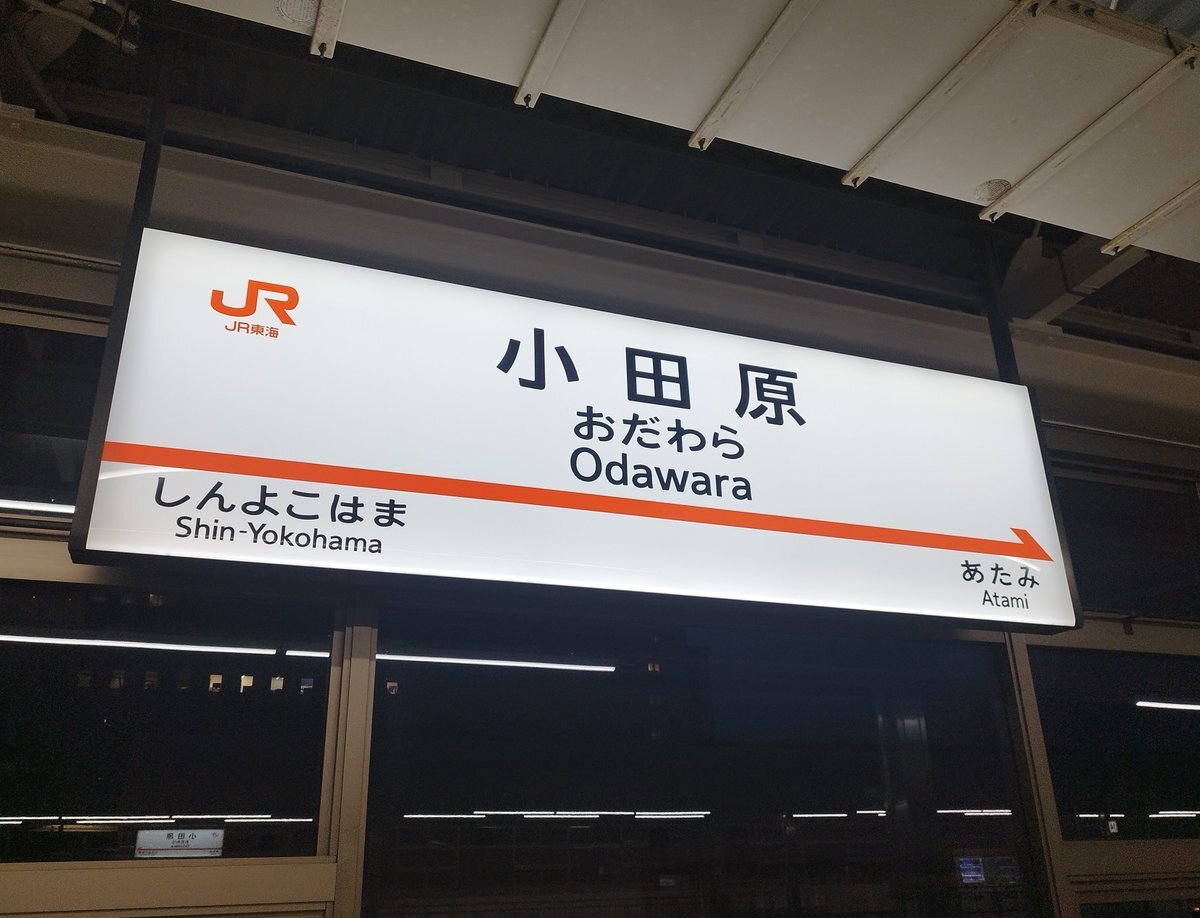 JR
JR東海
小田原
おだわら
Odawara
しんよこはま
Shin-Yokohama
あたみ
Atami